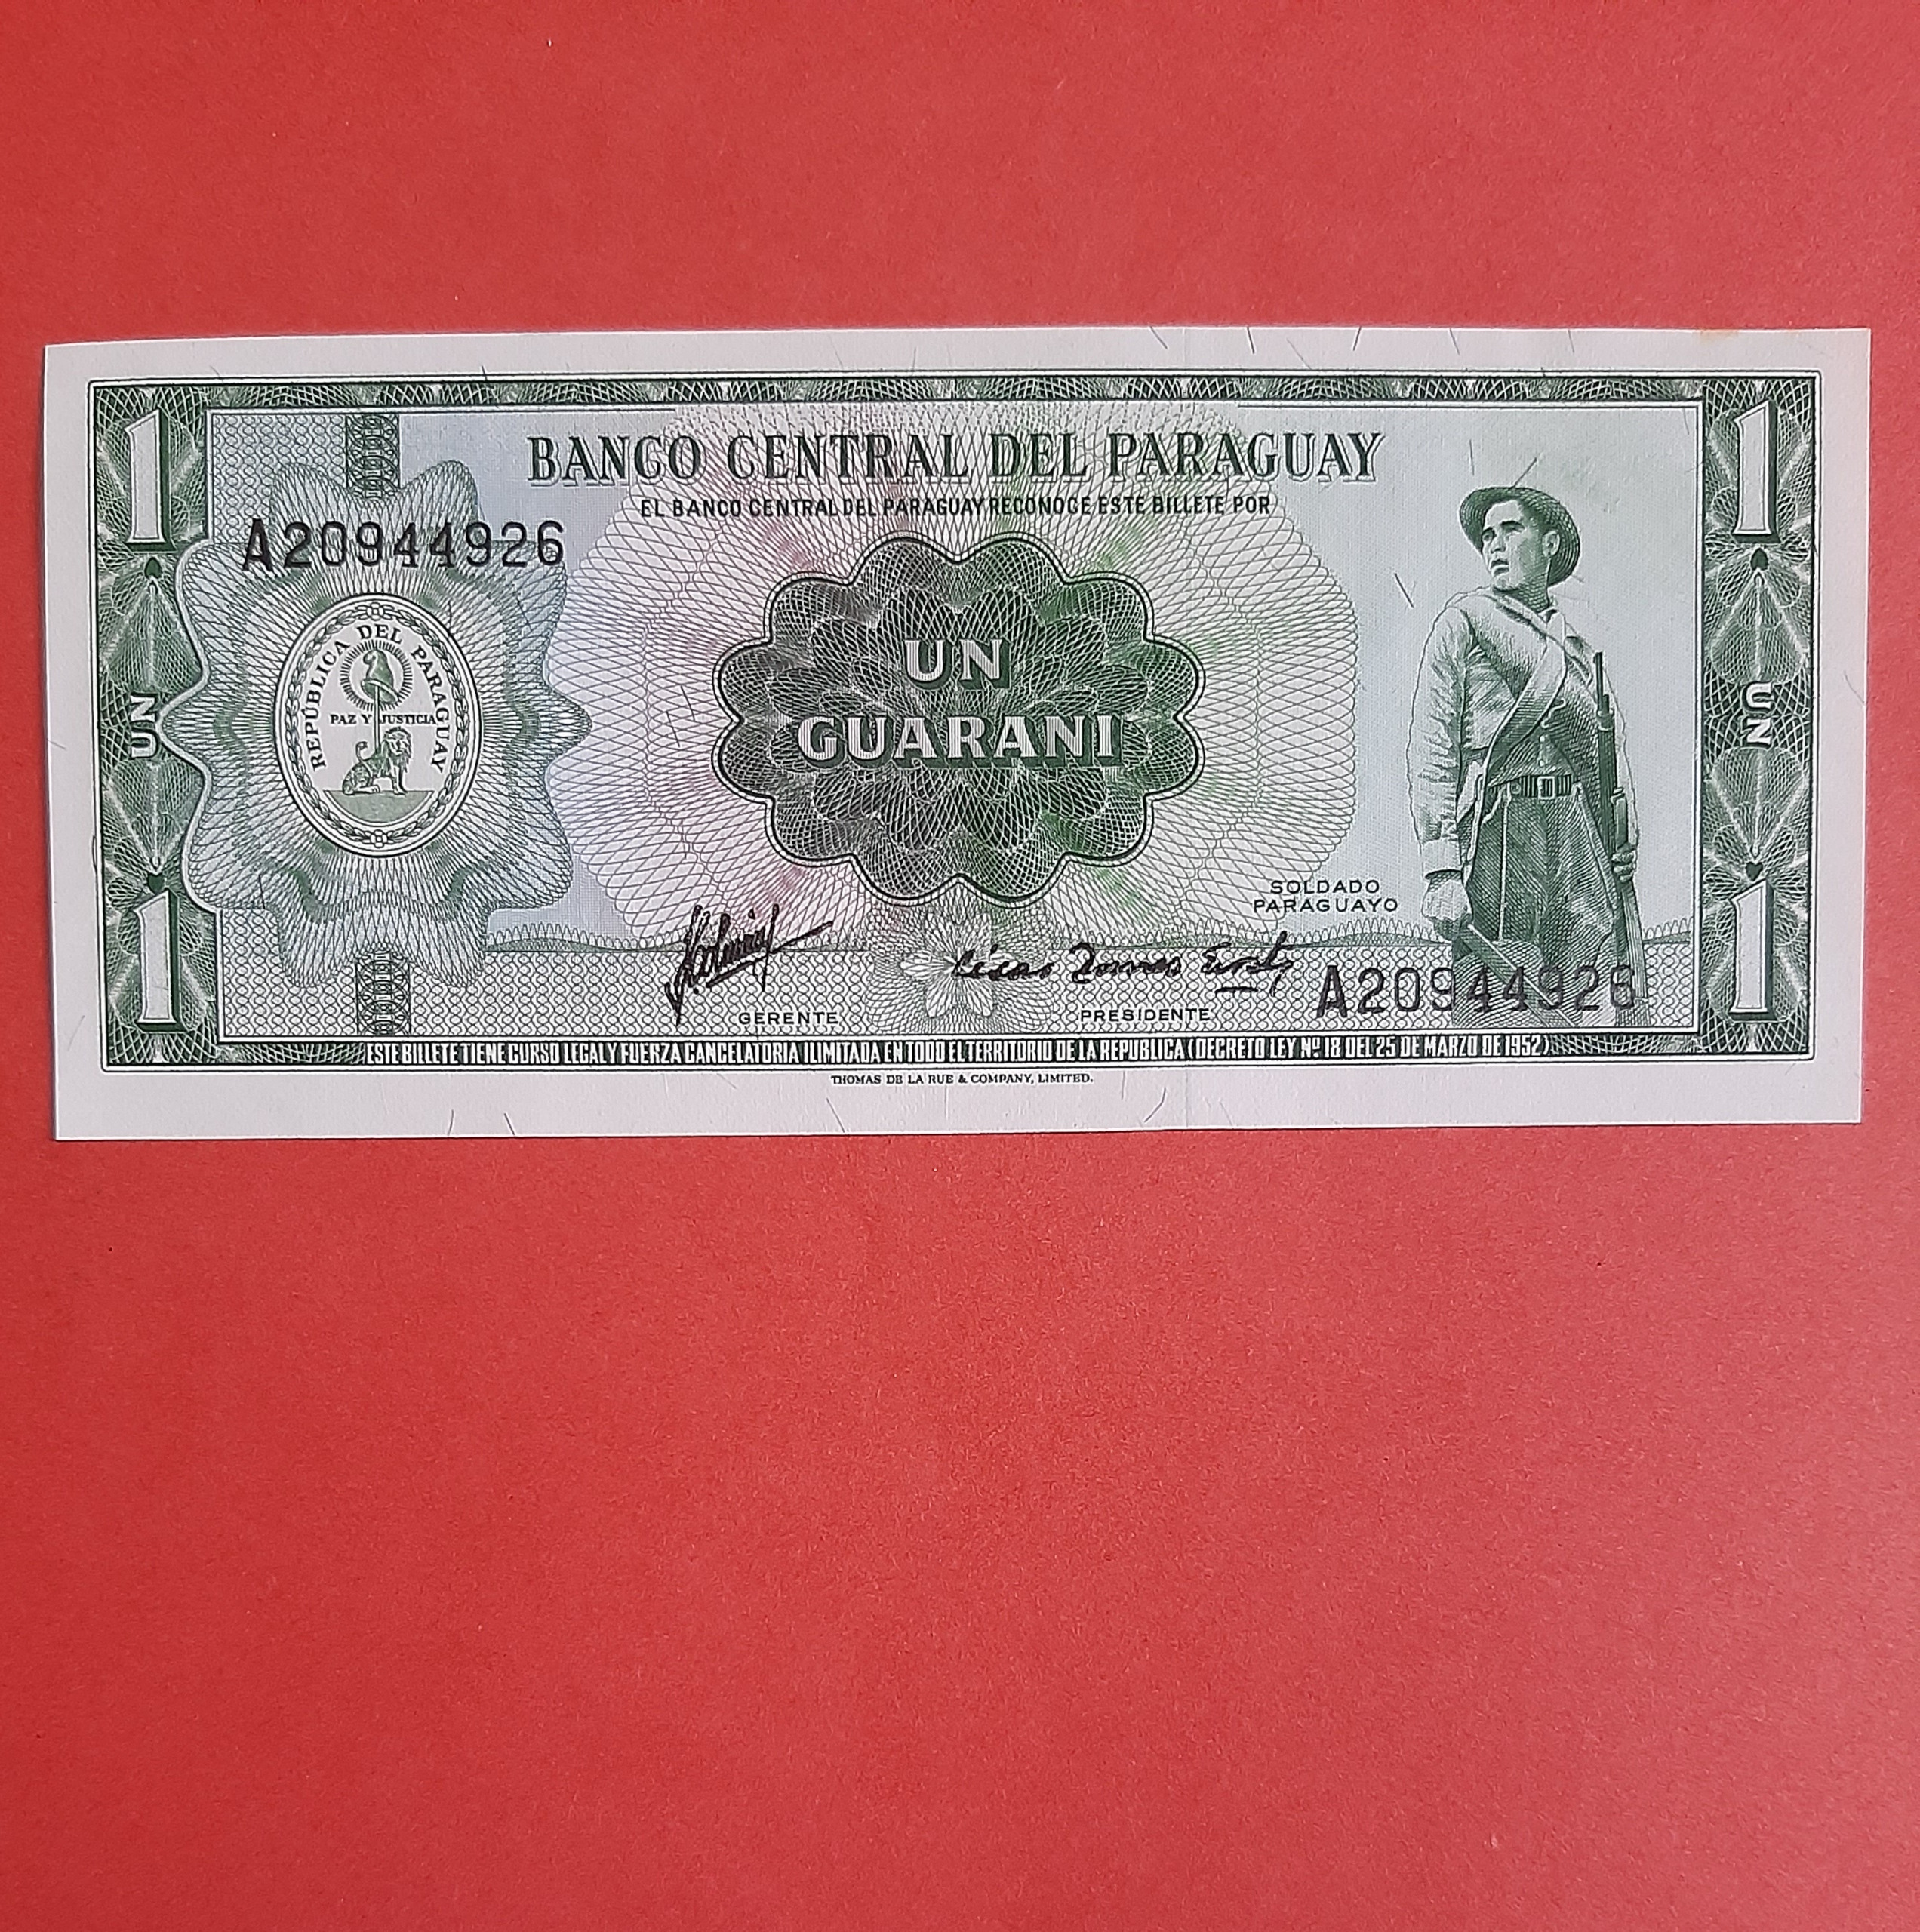 1
1
BANCO CENTRAL DEL PARAGUAY
EL BANCO CENTRAL DEL PARAGUAY RECONOCE ESTE BILLETE POR
A20944926
UN
GUARANI
REPÚBLICA DEL PARAGUAY
PAZ Y JUSTICIA
UN
UN
SOLDADO
PARAGUAYO
A20944926
GERENTE
PRESIDENTE
1
1
ESTE BILLETE TIENE CURSO LEGAL Y FUERZA CANCELATORIA ILIMITADA EN TODO EL TERRITORIO DE LA REPUBLICA (DECRETO LEY Nº 18 DEL 25 DE MARZO DE 1952)
THOMAS DE LA RUE & COMPANY, LIMITED.